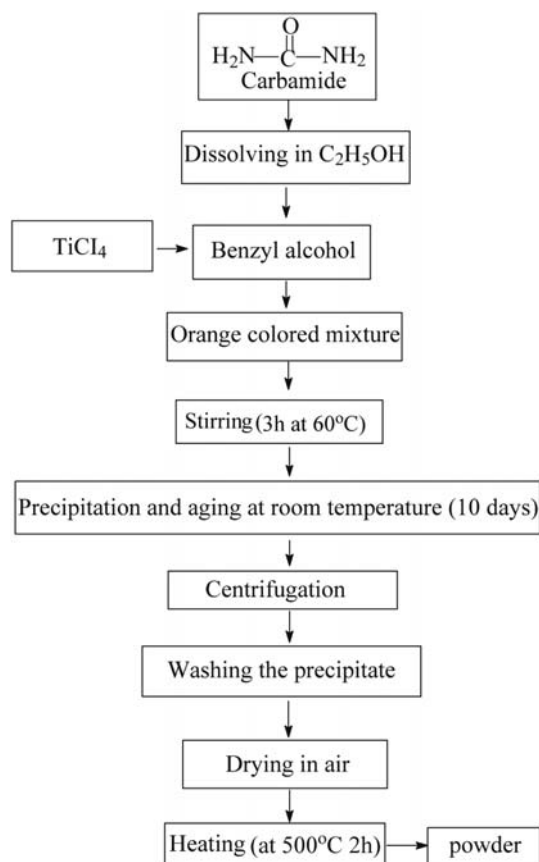 O
H₂N—C—NH₂
Carbamide
Dissolving in C₂H₅OH
TiCI₄
Benzyl alcohol
Orange colored mixture
Stirring (3h at 60°C)
Precipitation and aging at room temperature (10 days)
Centrifugation
Washing the precipitate
Drying in air
Heating (at 500°C 2h)
powder